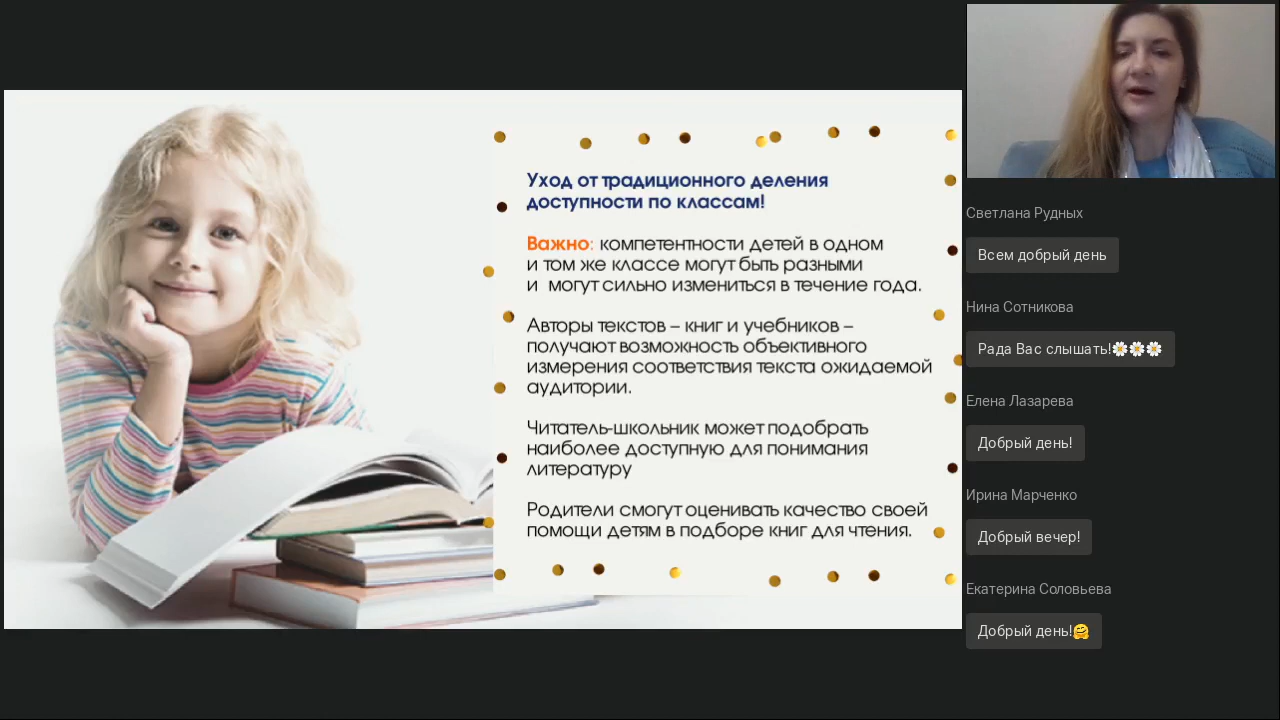 Уход от традиционного деления
доступности по классам!
Важно: компетентности детей в одном
и том же классе могут быть разными
и могут сильно измениться в течение года.
Авторы текстов – книг и учебников –
получают возможность объективного
измерения соответствия текста ожидаемой
аудитории.
Читатель-школьник может подобрать
наиболее доступную для понимания
литературу
Родители смогут оценивать качество своей
помощи детям в подборе книг для чтения.
Светлана Рудных
Всем добрый день
Нина Сотникова
Рада Вас слышать!🌼🌼🌼
Елена Лазарева
Добрый день!
Ирина Марченко
Добрый вечер!
Екатерина Соловьева
Добрый день!🤗